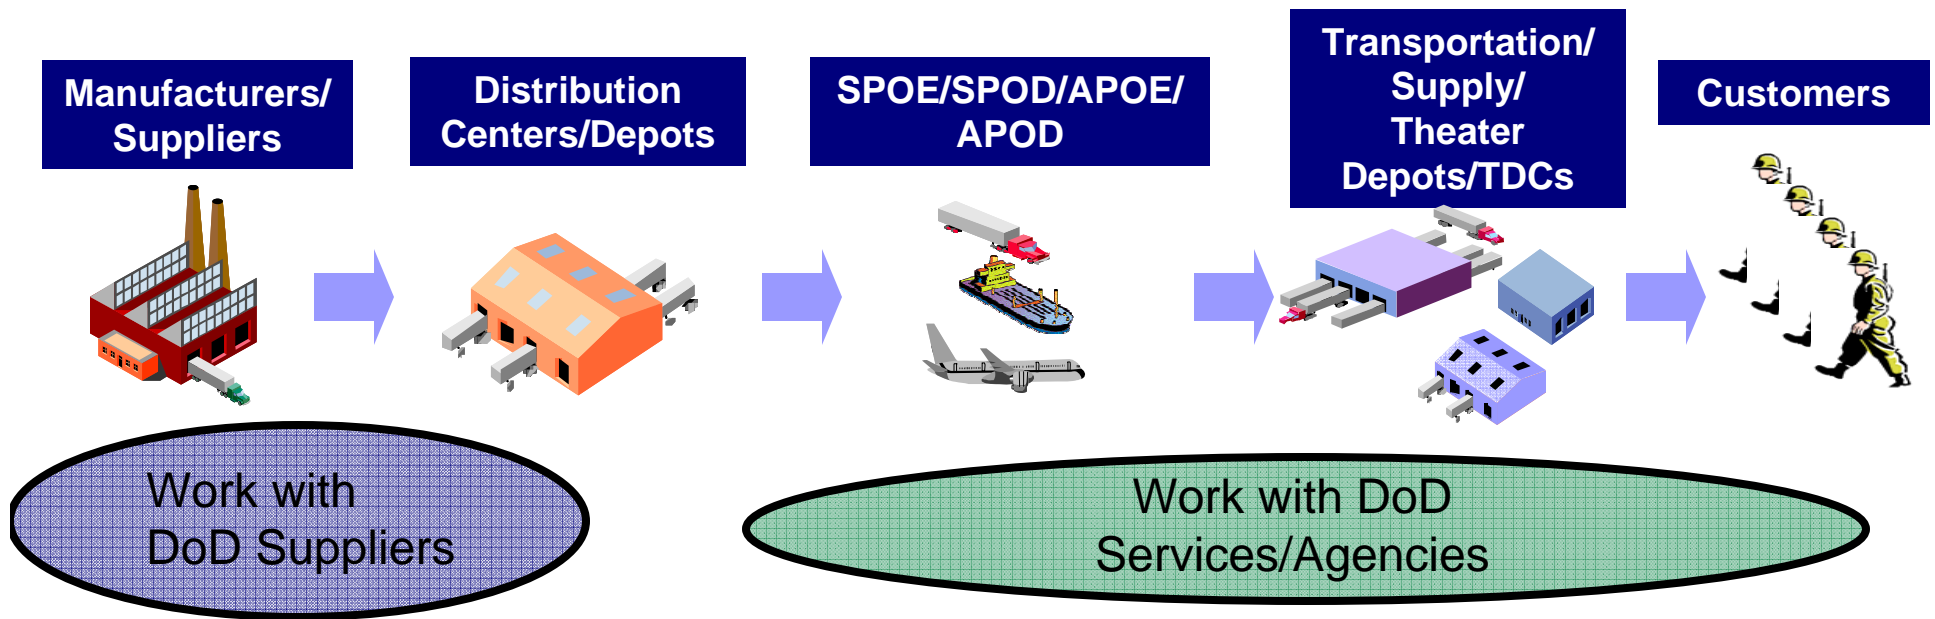 Manufacturers/
Suppliers
Distribution
Centers/Depots
SPOE/SPOD/APOE/
APOD
Transportation/
Supply/
Theater
Depots/TDCs
Customers
Work with
DoD Suppliers
Work with DoD
Services/Agencies